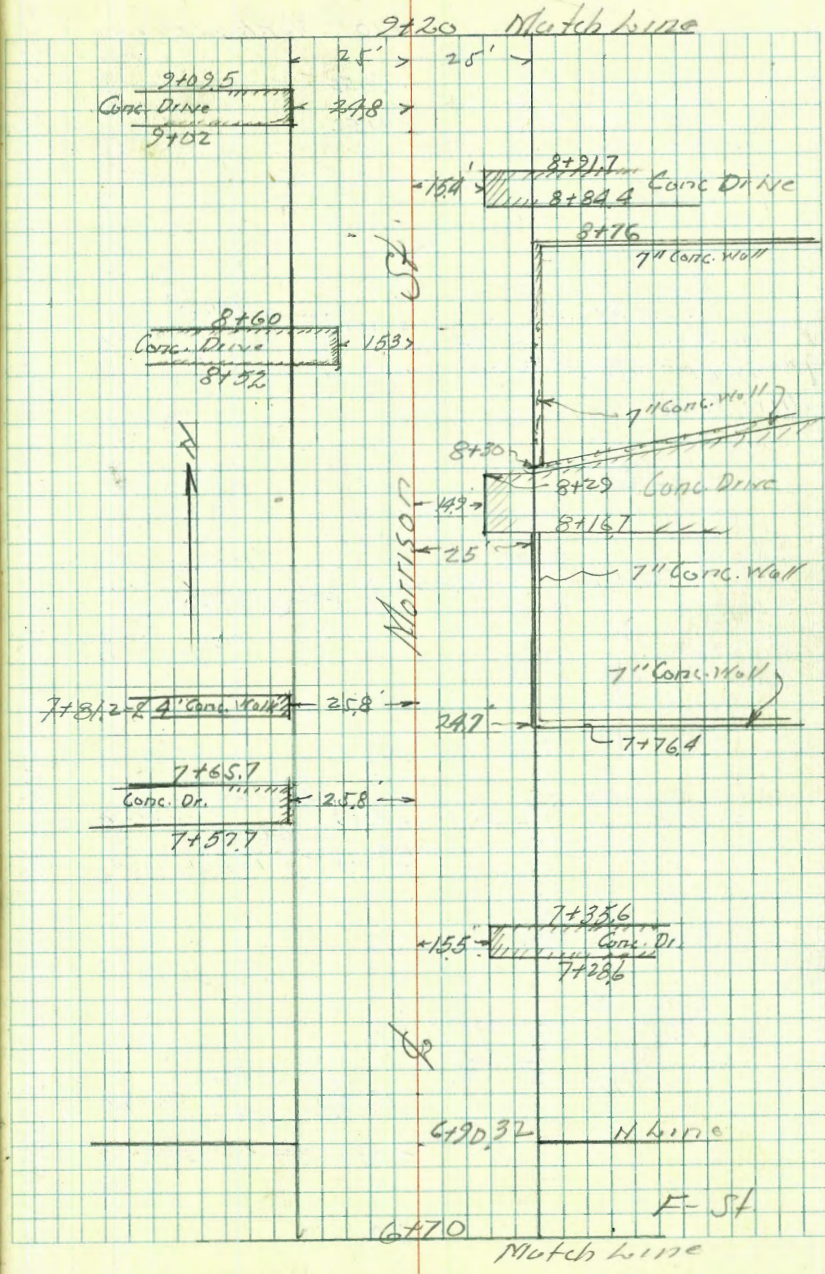 9+20 Match Line
25' 25'
9+09.5
Conc. Drive
24.8
9+02
8+91.7
15.4'
Conc Drive
8+84.4
8+76
7" Conc. Wall
St.
8+60
Conc. Drive
15.3
8+52
7" Conc. Wall
N
8+30
8+29
Conc Drive
14.9
8+16.7
25'
Morrison
7" Conc. Wall
7" Conc. Wall
7+81.2=℄ 4' Conc. Walk
25.8'
24.7'
7+76.4
7+65.7
Conc. Dr.
25.8'
7+57.7
7+35.6
15.5'
Conc. Dr.
7+28.6
℄
6+90.32
N Line
F- St
6+70
Match Line